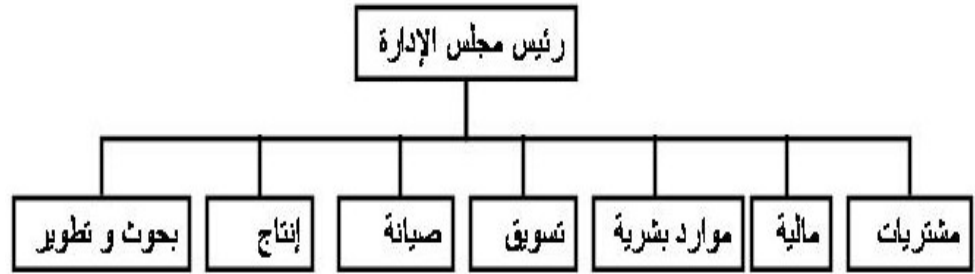 رئيس مجلس الإدارة
مشتريات
مالية
موارد بشرية
تسويق
صيانة
إنتاج
بحوث و تطوير